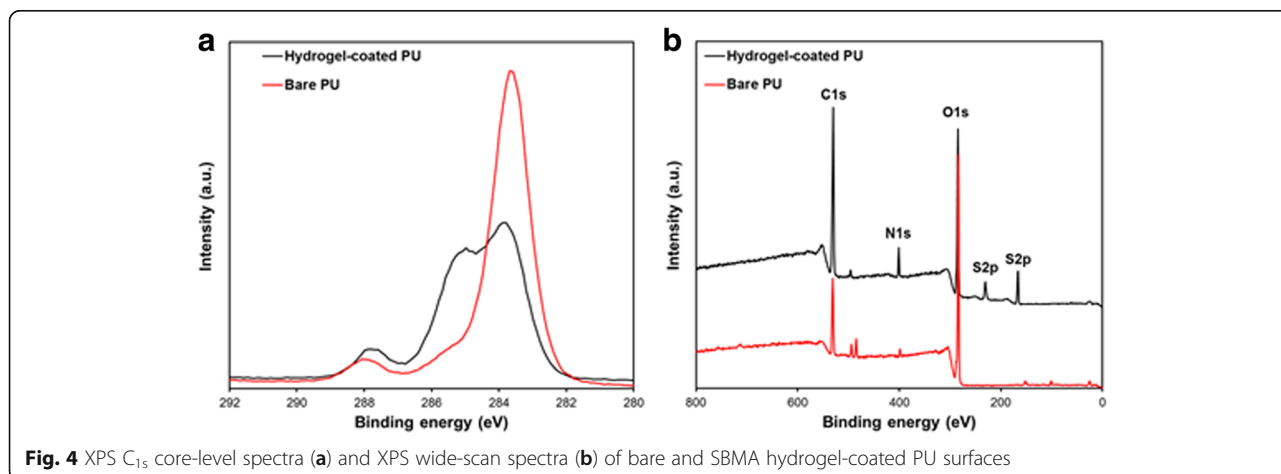 a
Hydrogel-coated PU
Bare PU
Intensity (a.u.)
292 290 288 286 284 282 280
Binding energy (eV)
b
Hydrogel-coated PU
Bare PU
C1s
O1s
N1s
S2p
S2p
Intensity (a.u.)
800 600 400 200 0
Binding energy (eV)
Fig. 4 XPS C1s core-level spectra (a) and XPS wide-scan spectra (b) of bare and SBMA hydrogel-coated PU surfaces